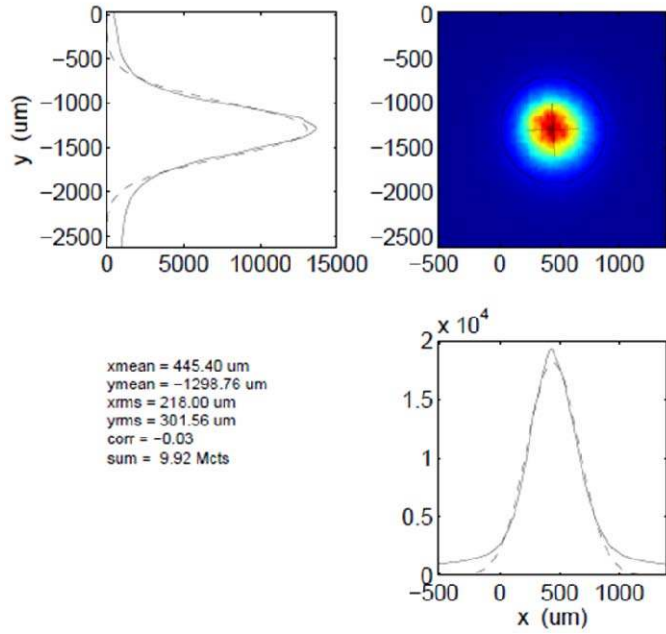 0
−500
−1000
−1500
−2000
−2500
y (um)
0 5000 10000 15000
0
−500
−1000
−1500
−2000
−2500
−500 0 500 1000
xmean = 445.40 um
ymean = −1298.76 um
xrms = 218.00 um
yrms = 301.56 um
corr = −0.03
sum = 9.92 Mcts
x 10^4
2
1.5
1
0.5
0
−500 0 500 1000
x (um)